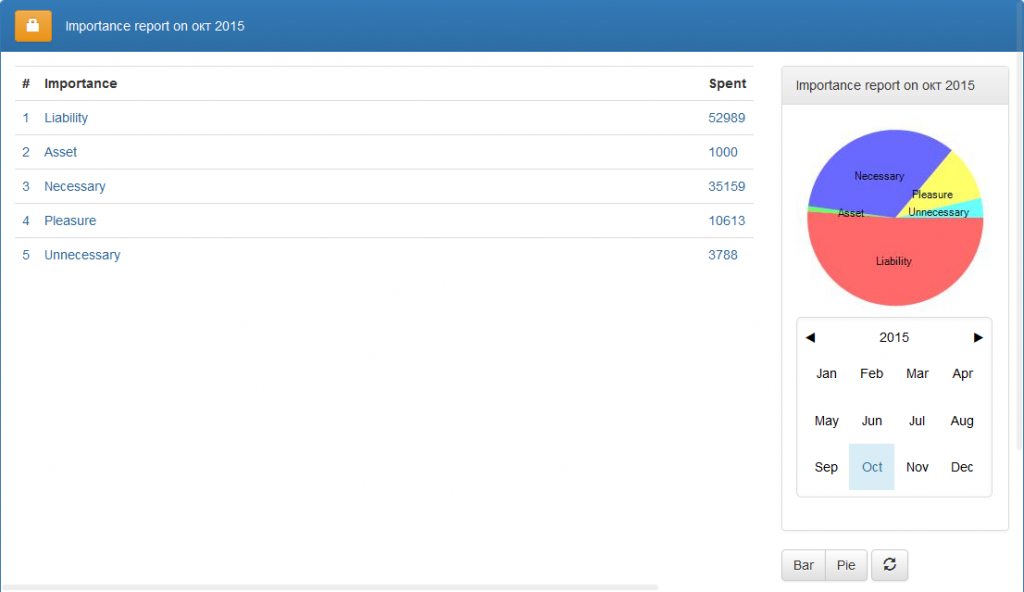 Importance report on окт 2015
# Importance Spent
1 Liability 52989
2 Asset 1000
3 Necessary 35159
4 Pleasure 10613
5 Unnecessary 3788
Importance report on окт 2015
Necessary
Pleasure
Asset
Unnecessary
Liability
◀ 2015 ▶
Jan Feb Mar Apr
May Jun Jul Aug
Sep Oct Nov Dec
Bar Pie